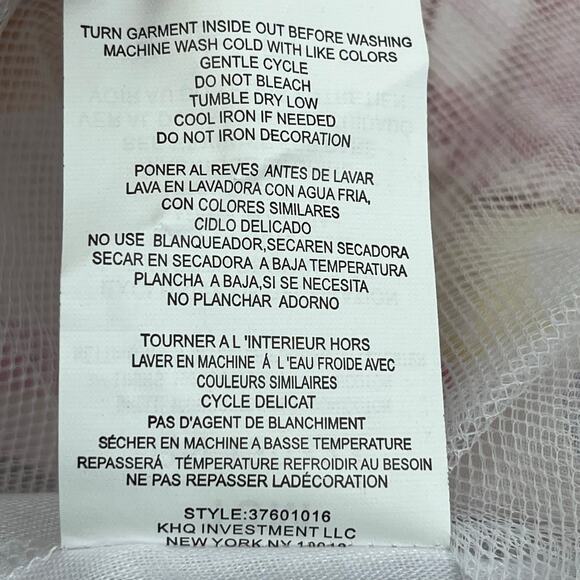 TURN GARMENT INSIDE OUT BEFORE WASHING
MACHINE WASH COLD WITH LIKE COLORS
GENTLE CYCLE
DO NOT BLEACH
TUMBLE DRY LOW
COOL IRON IF NEEDED
DO NOT IRON DECORATION
PONER AL REVES ANTES DE LAVAR
LAVA EN LAVADORA CON AGUA FRIA,
CON COLORES SIMILARES
CIDLO DELICADO
NO USE BLANQUEADOR,SECAREN SECADORA
SECAR EN SECADORA A BAJA TEMPERATURA
PLANCHA A BAJA,SI SE NECESITA
NO PLANCHAR ADORNO
TOURNER A L'INTERIEUR HORS
LAVER EN MACHINE Á L'EAU FROIDE AVEC
COULEURS SIMILAIRES
CYCLE DELICAT
PAS D'AGENT DE BLANCHIMENT
SÉCHER EN MACHINE A BASSE TEMPERATURE
REPASSERÁ TÉMPERATURE REFROIDIR AU BESOIN
NE PAS REPASSER LADÉCORATION
STYLE:37601016
KHQ INVESTMENT LLC
NEW YORK,NY